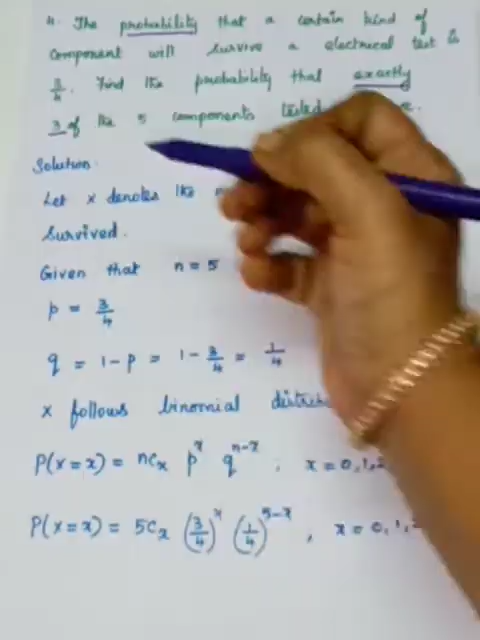 4. The probability that a certain kind of
component will survive a electrical test is
3/4. Find the probability that exactly
3 of the 5 components tested
Solution.
Let x denotes the
Survived.
Given that n = 5
p = 3/4
q = 1 - p = 1 - 3/4 = 1/4
x follows binomial
P(x = x) = nCx p^x q^(n-x) , x = 0, 1, 2
P(x = x) = 5Cx (3/4)^x (1/4)^(5-x) , x = 0, 1,